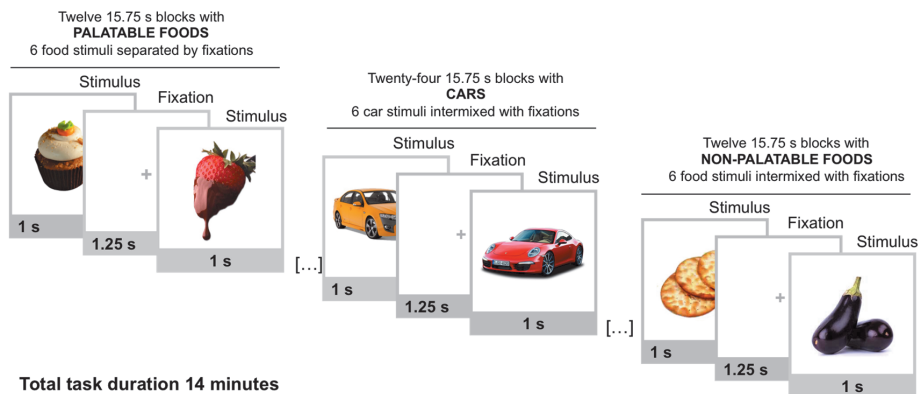 Twelve 15.75 s blocks with
PALATABLE FOODS
6 food stimuli separated by fixations
Stimulus
Fixation
Stimulus
+
1 s
1.25 s
1 s
[...]
Twenty-four 15.75 s blocks with
CARS
6 car stimuli intermixed with fixations
Stimulus
Fixation
Stimulus
+
1 s
1.25 s
1 s
[...]
Twelve 15.75 s blocks with
NON-PALATABLE FOODS
6 food stimuli intermixed with fixations
Stimulus
Fixation
Stimulus
+
1 s
1.25 s
1 s
Total task duration 14 minutes